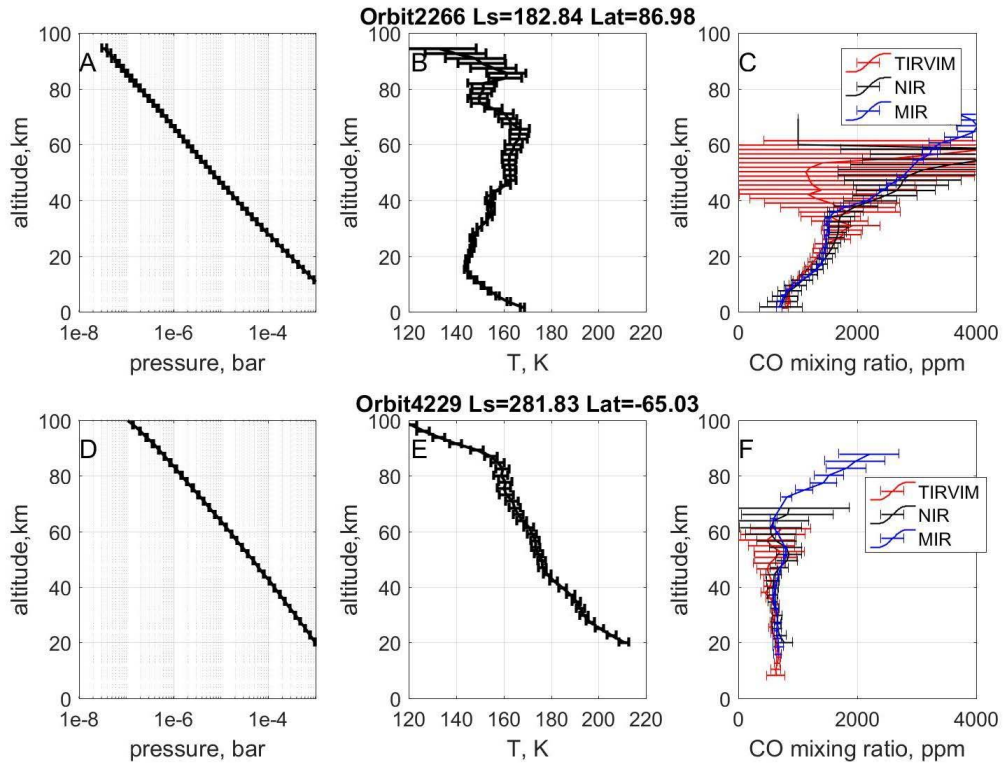 Orbit2266 Ls=182.84 Lat=86.98
A
100
80
60
40
20
0
altitude,km
1e-8 1e-6 1e-4
pressure, bar
B
100
80
60
40
20
0
altitude,km
120 140 160 180 200 220
T, K
C
100
80
60
40
20
0
altitude,km
TIRVIM
NIR
MIR
0 2000 4000
CO mixing ratio, ppm
Orbit4229 Ls=281.83 Lat=-65.03
D
100
80
60
40
20
0
altitude,km
1e-8 1e-6 1e-4
pressure, bar
E
100
80
60
40
20
0
altitude,km
120 140 160 180 200 220
T, K
F
100
80
60
40
20
0
altitude,km
TIRVIM
NIR
MIR
0 2000 4000
CO mixing ratio, ppm